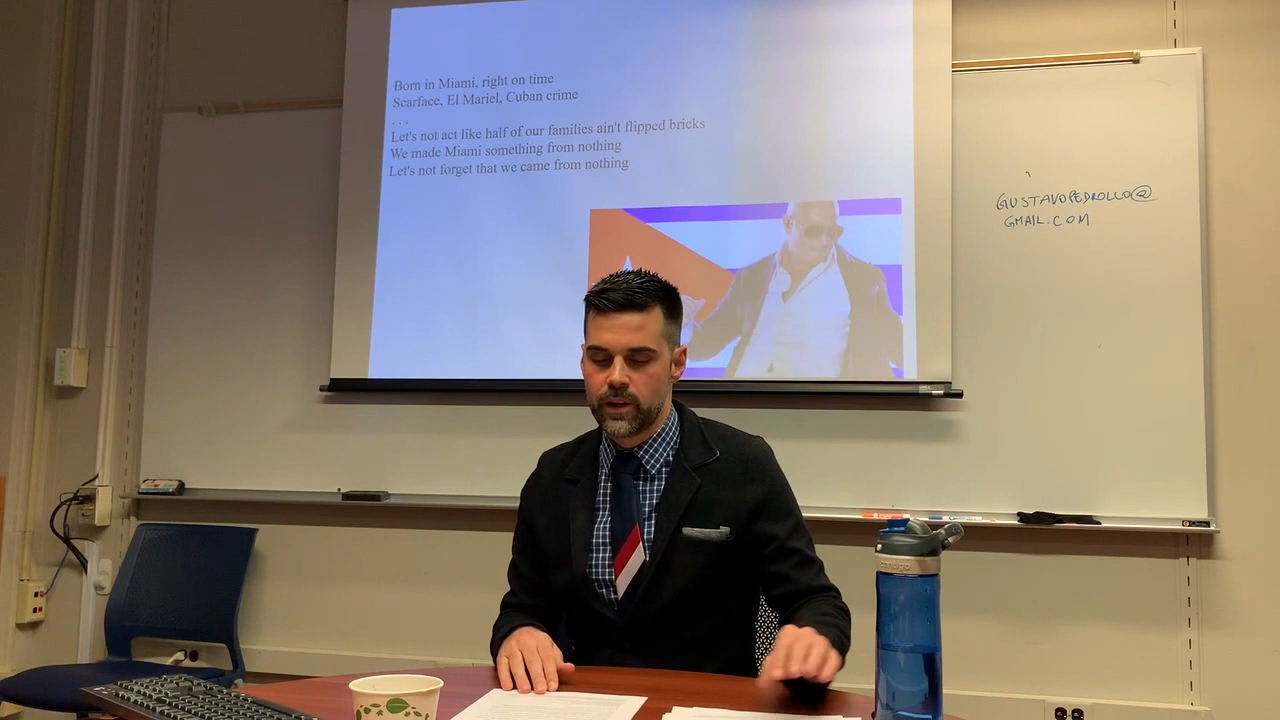 Born in Miami, right on time
Scarface, El Mariel, Cuban crime
. . .
Let's not act like half of our families ain't flipped bricks
We made Miami something from nothing
Let's not forget that we came from nothing
GUSTAVOPEDROLLO@
GMAIL.COM
contigo